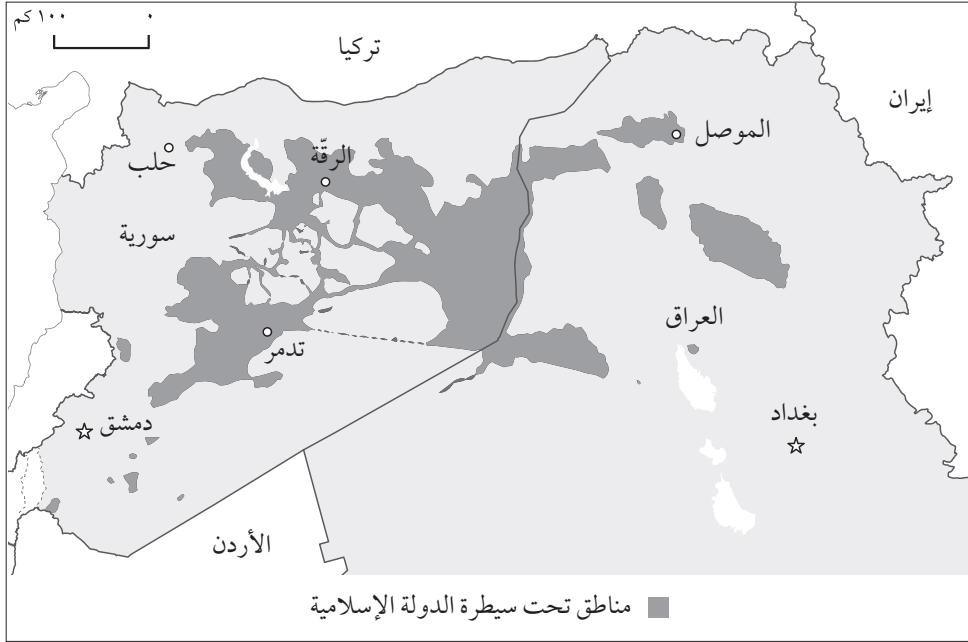 ١٠٠ كم
٠
تركيا
إيران
الموصل
الرقّة
حلب
سورية
العراق
تدمر
بغداد
دمشق
الأردن
مناطق تحت سيطرة الدولة الإسلامية